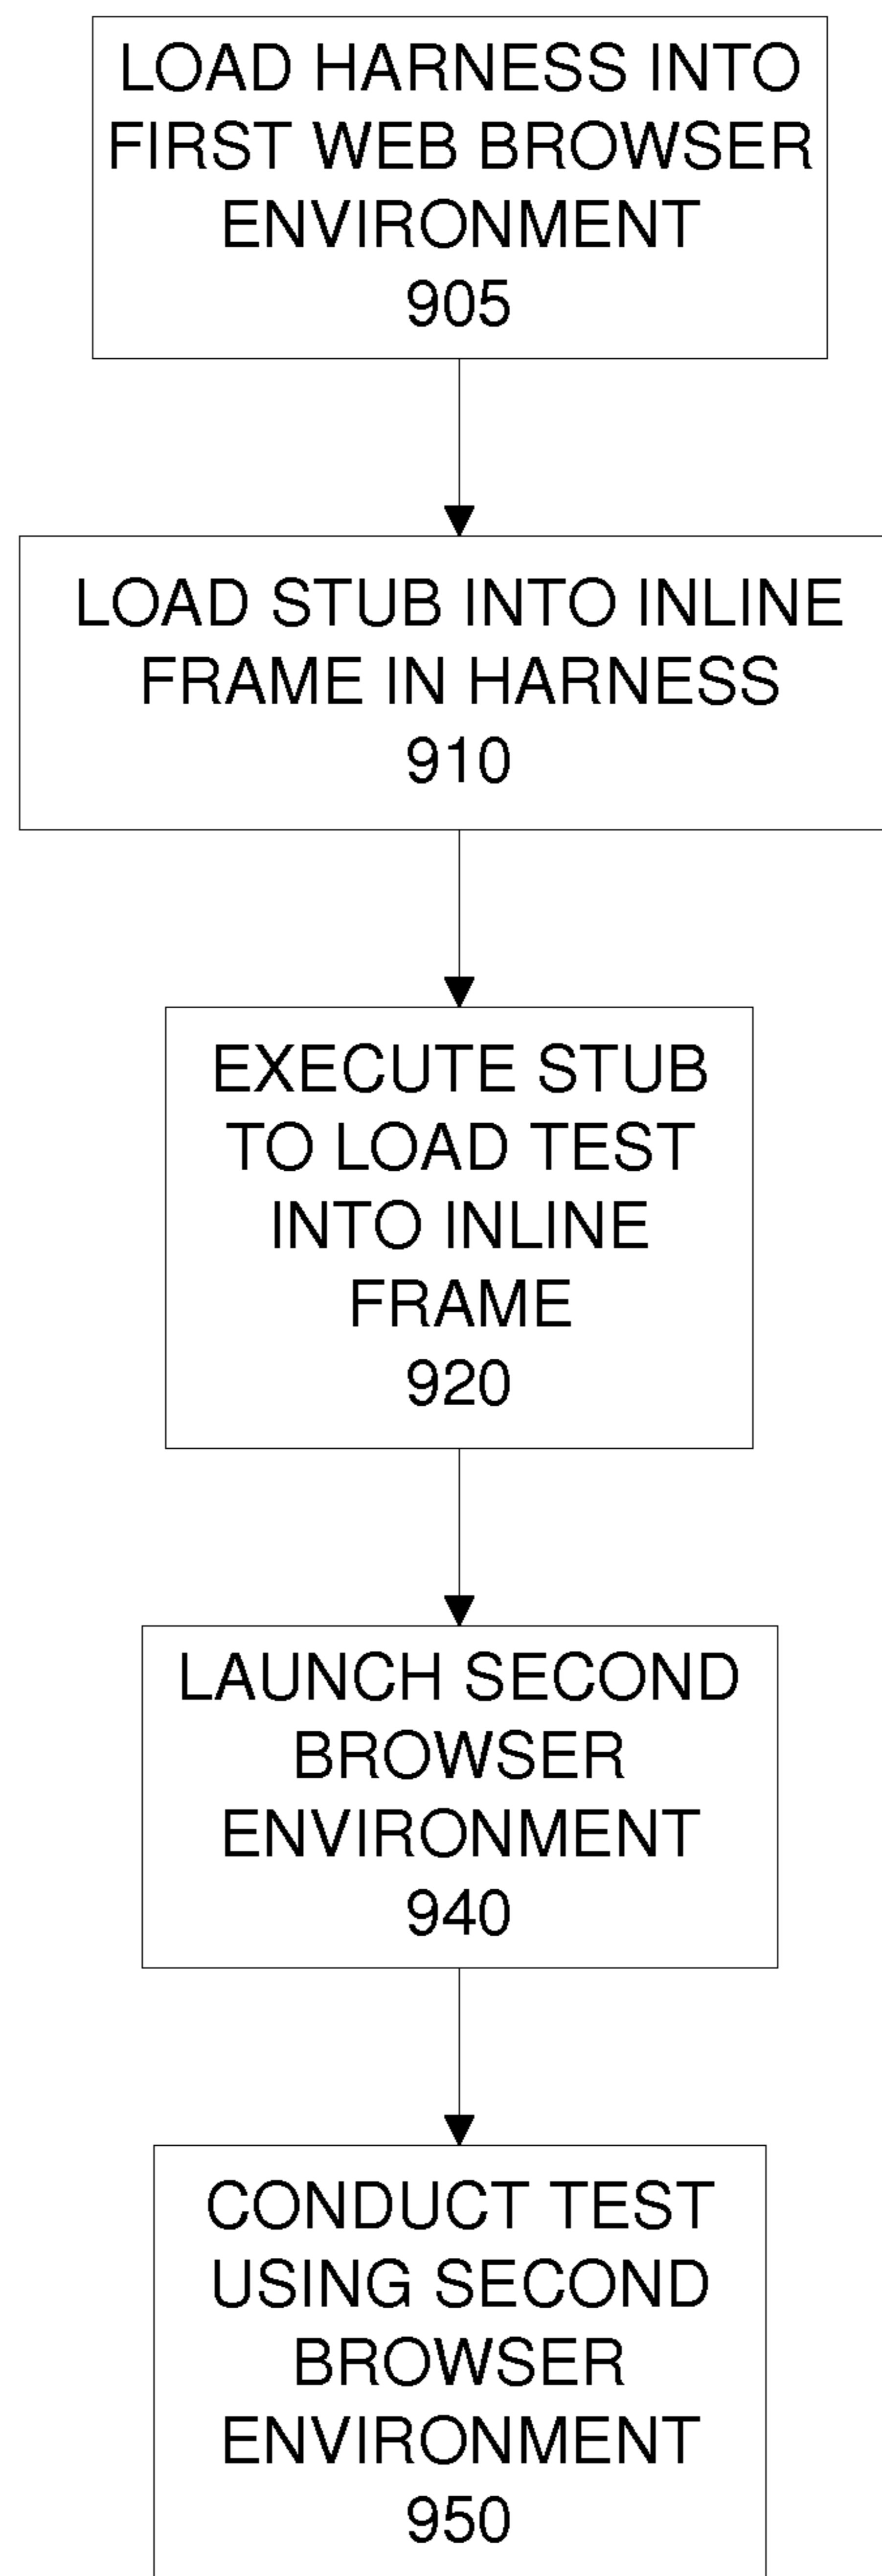 LOAD HARNESS INTO
FIRST WEB BROWSER
ENVIRONMENT
905
LOAD STUB INTO INLINE
FRAME IN HARNESS
910
EXECUTE STUB
TO LOAD TEST
INTO INLINE
FRAME
920
LAUNCH SECOND
BROWSER
ENVIRONMENT
940
CONDUCT TEST
USING SECOND
BROWSER
ENVIRONMENT
950